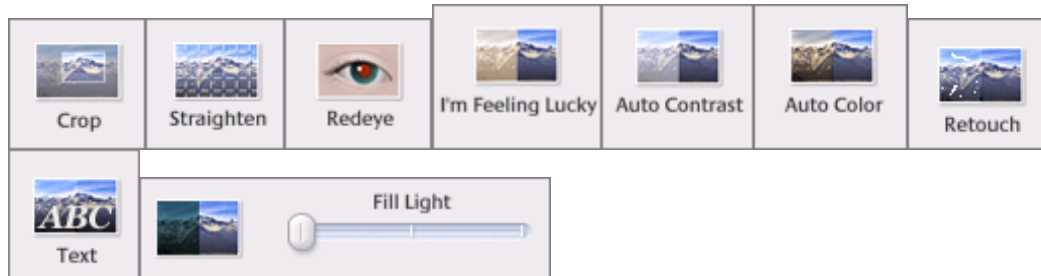 Crop
Straighten
Redeye
I'm Feeling Lucky
Auto Contrast
Auto Color
Retouch
ABC
Text
Fill Light